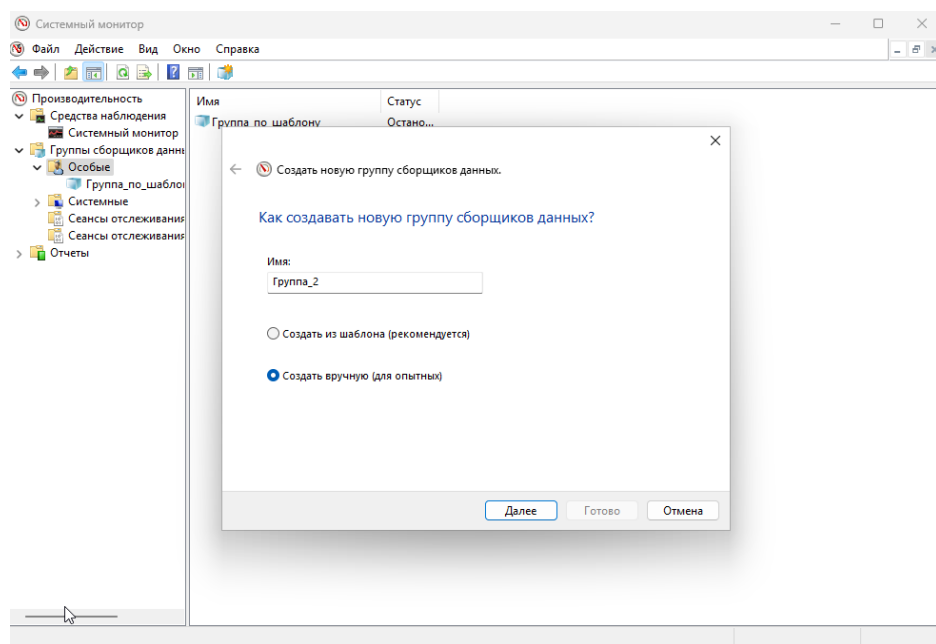 Системный монитор
Файл Действие Вид Окно Справка
Производительность
Средства наблюдения
Системный монитор
Группы сборщиков данн
Особые
Группа_по_шабло
Системные
Сеансы отслеживания
Сеансы отслеживания
Отчеты
Имя Статус
Группа_по_шаблону Остано...
Создать новую группу сборщиков данных.
Как создавать новую группу сборщиков данных?
Имя:
Группа_2
Создать из шаблона (рекомендуется)
Создать вручную (для опытных)
Далее Готово Отмена